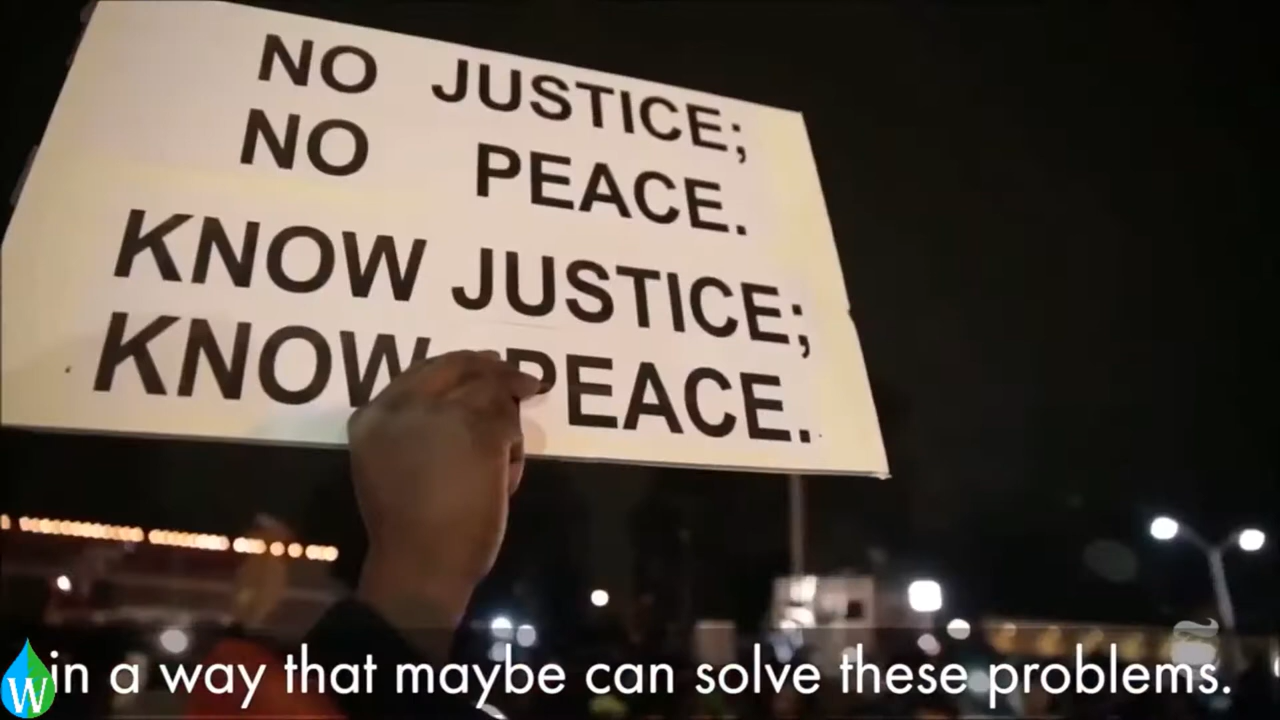 NO JUSTICE;
NO PEACE.
KNOW JUSTICE;
KNOW PEACE.
in a way that maybe can solve these problems.
W